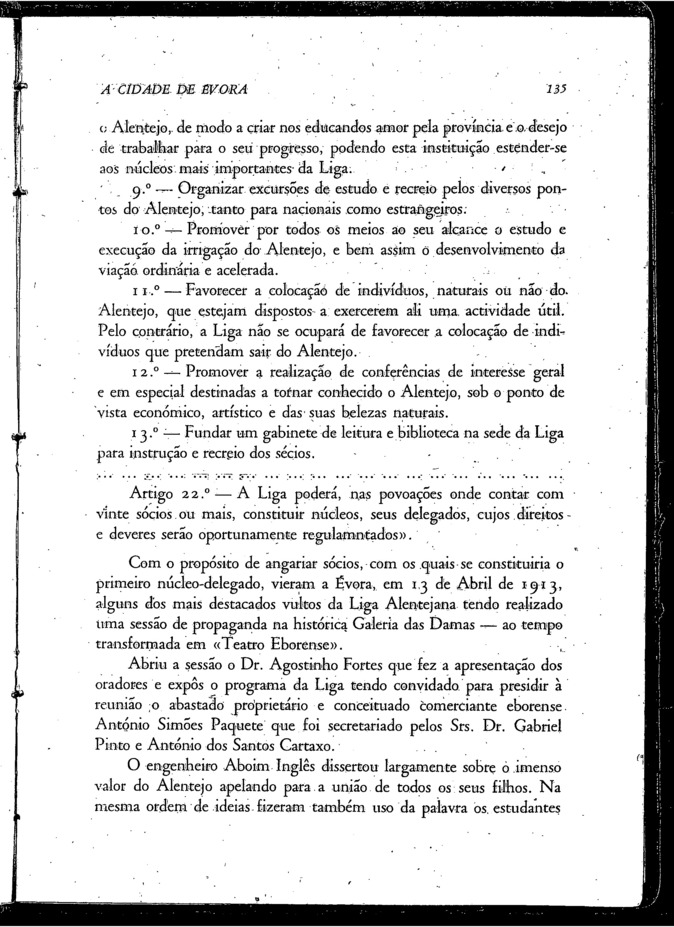 A CIDADE DE ÉVORA 135
o Alentejo, de modo a criar nos educandos amor pela província e o desejo
de trabalhar para o seu progresso, podendo esta instituição estender-se
aos núcleos mais importantes da Liga.
9.º — Organizar excursões de estudo e recreio pelos diversos pon-
tos do Alentejo, tanto para nacionais como estrangeiros.
10.º — Promover por todos os meios ao seu alcance o estudo e
execução da irrigação do Alentejo, e bem assim o desenvolvimento da
viação ordinária e acelerada.
11.º — Favorecer a colocação de indivíduos, naturais ou não do
Alentejo, que estejam dispostos a exercerem ali uma actividade útil.
Pelo contrário, a Liga não se ocupará de favorecer a colocação de indi-
víduos que pretendam sair do Alentejo.
12.º — Promover a realização de conferências de interesse geral
e em especial destinadas a tornar conhecido o Alentejo, sob o ponto de
vista económico, artístico e das suas belezas naturais.
13.º — Fundar um gabinete de leitura e biblioteca na sede da Liga
para instrução e recreio dos sécios.
... ... ... ... ... ... ... ... ... ... ... ... ... ... ... ... ... ... ... ...
Artigo 22.º — A Liga poderá, nas povoações onde contar com
vinte sócios ou mais, constituir núcleos, seus delegados, cujos direitos
e deveres serão oportunamente regulamntados».
Com o propósito de angariar sócios, com os quais se constituiria o
primeiro núcleo-delegado, vieram a Évora, em 13 de Abril de 1913,
alguns dos mais destacados vultos da Liga Alentejana tendo realizado
uma sessão de propaganda na histórica Galeria das Damas — ao tempo
transformada em «Teatro Eborense».
Abriu a sessão o Dr. Agostinho Fortes que fez a apresentação dos
oradores e expôs o programa da Liga tendo convidado para presidir à
reunião o abastado proprietário e conceituado comerciante eborense
António Simões Paquete que foi secretariado pelos Srs. Dr. Gabriel
Pinto e António dos Santos Cartaxo.
O engenheiro Aboim Inglês dissertou largamente sobre o imenso
valor do Alentejo apelando para a união de todos os seus filhos. Na
mesma ordem de ideias fizeram também uso da palavra os estudantes